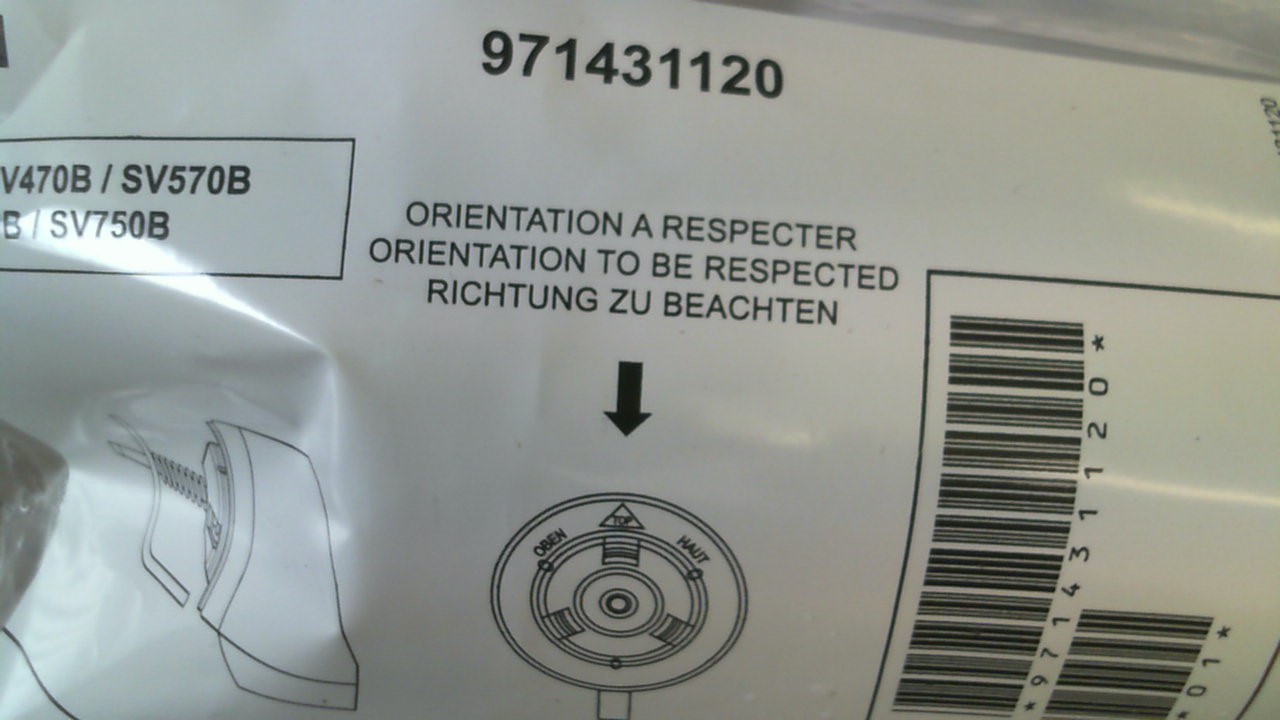 971431120
V470B / SV570B
B / SV750B
ORIENTATION A RESPECTER
ORIENTATION TO BE RESPECTED
RICHTUNG ZU BEACHTEN
TOP
OBEN
HAUT
*971431120*
*01*